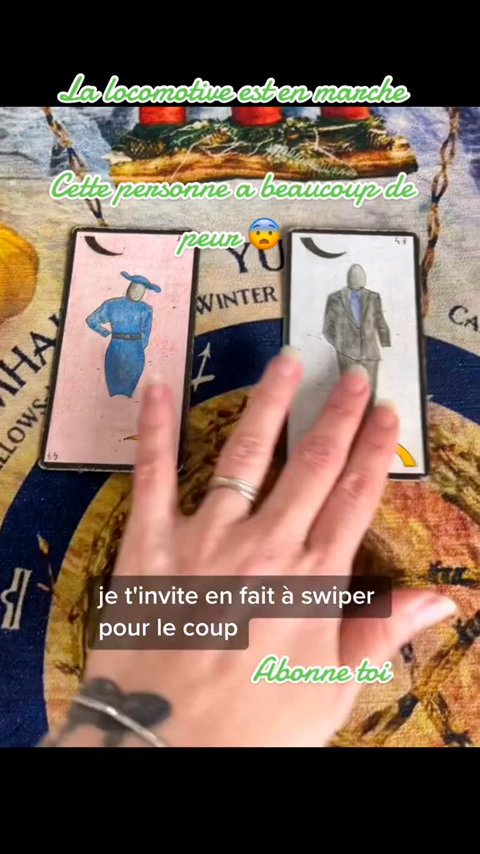 La locomotive est en marche
Cette personne a beaucoup de
peur 😨
YU
WINTER
je t'invite en fait à swiper
pour le coup
Abonne toi